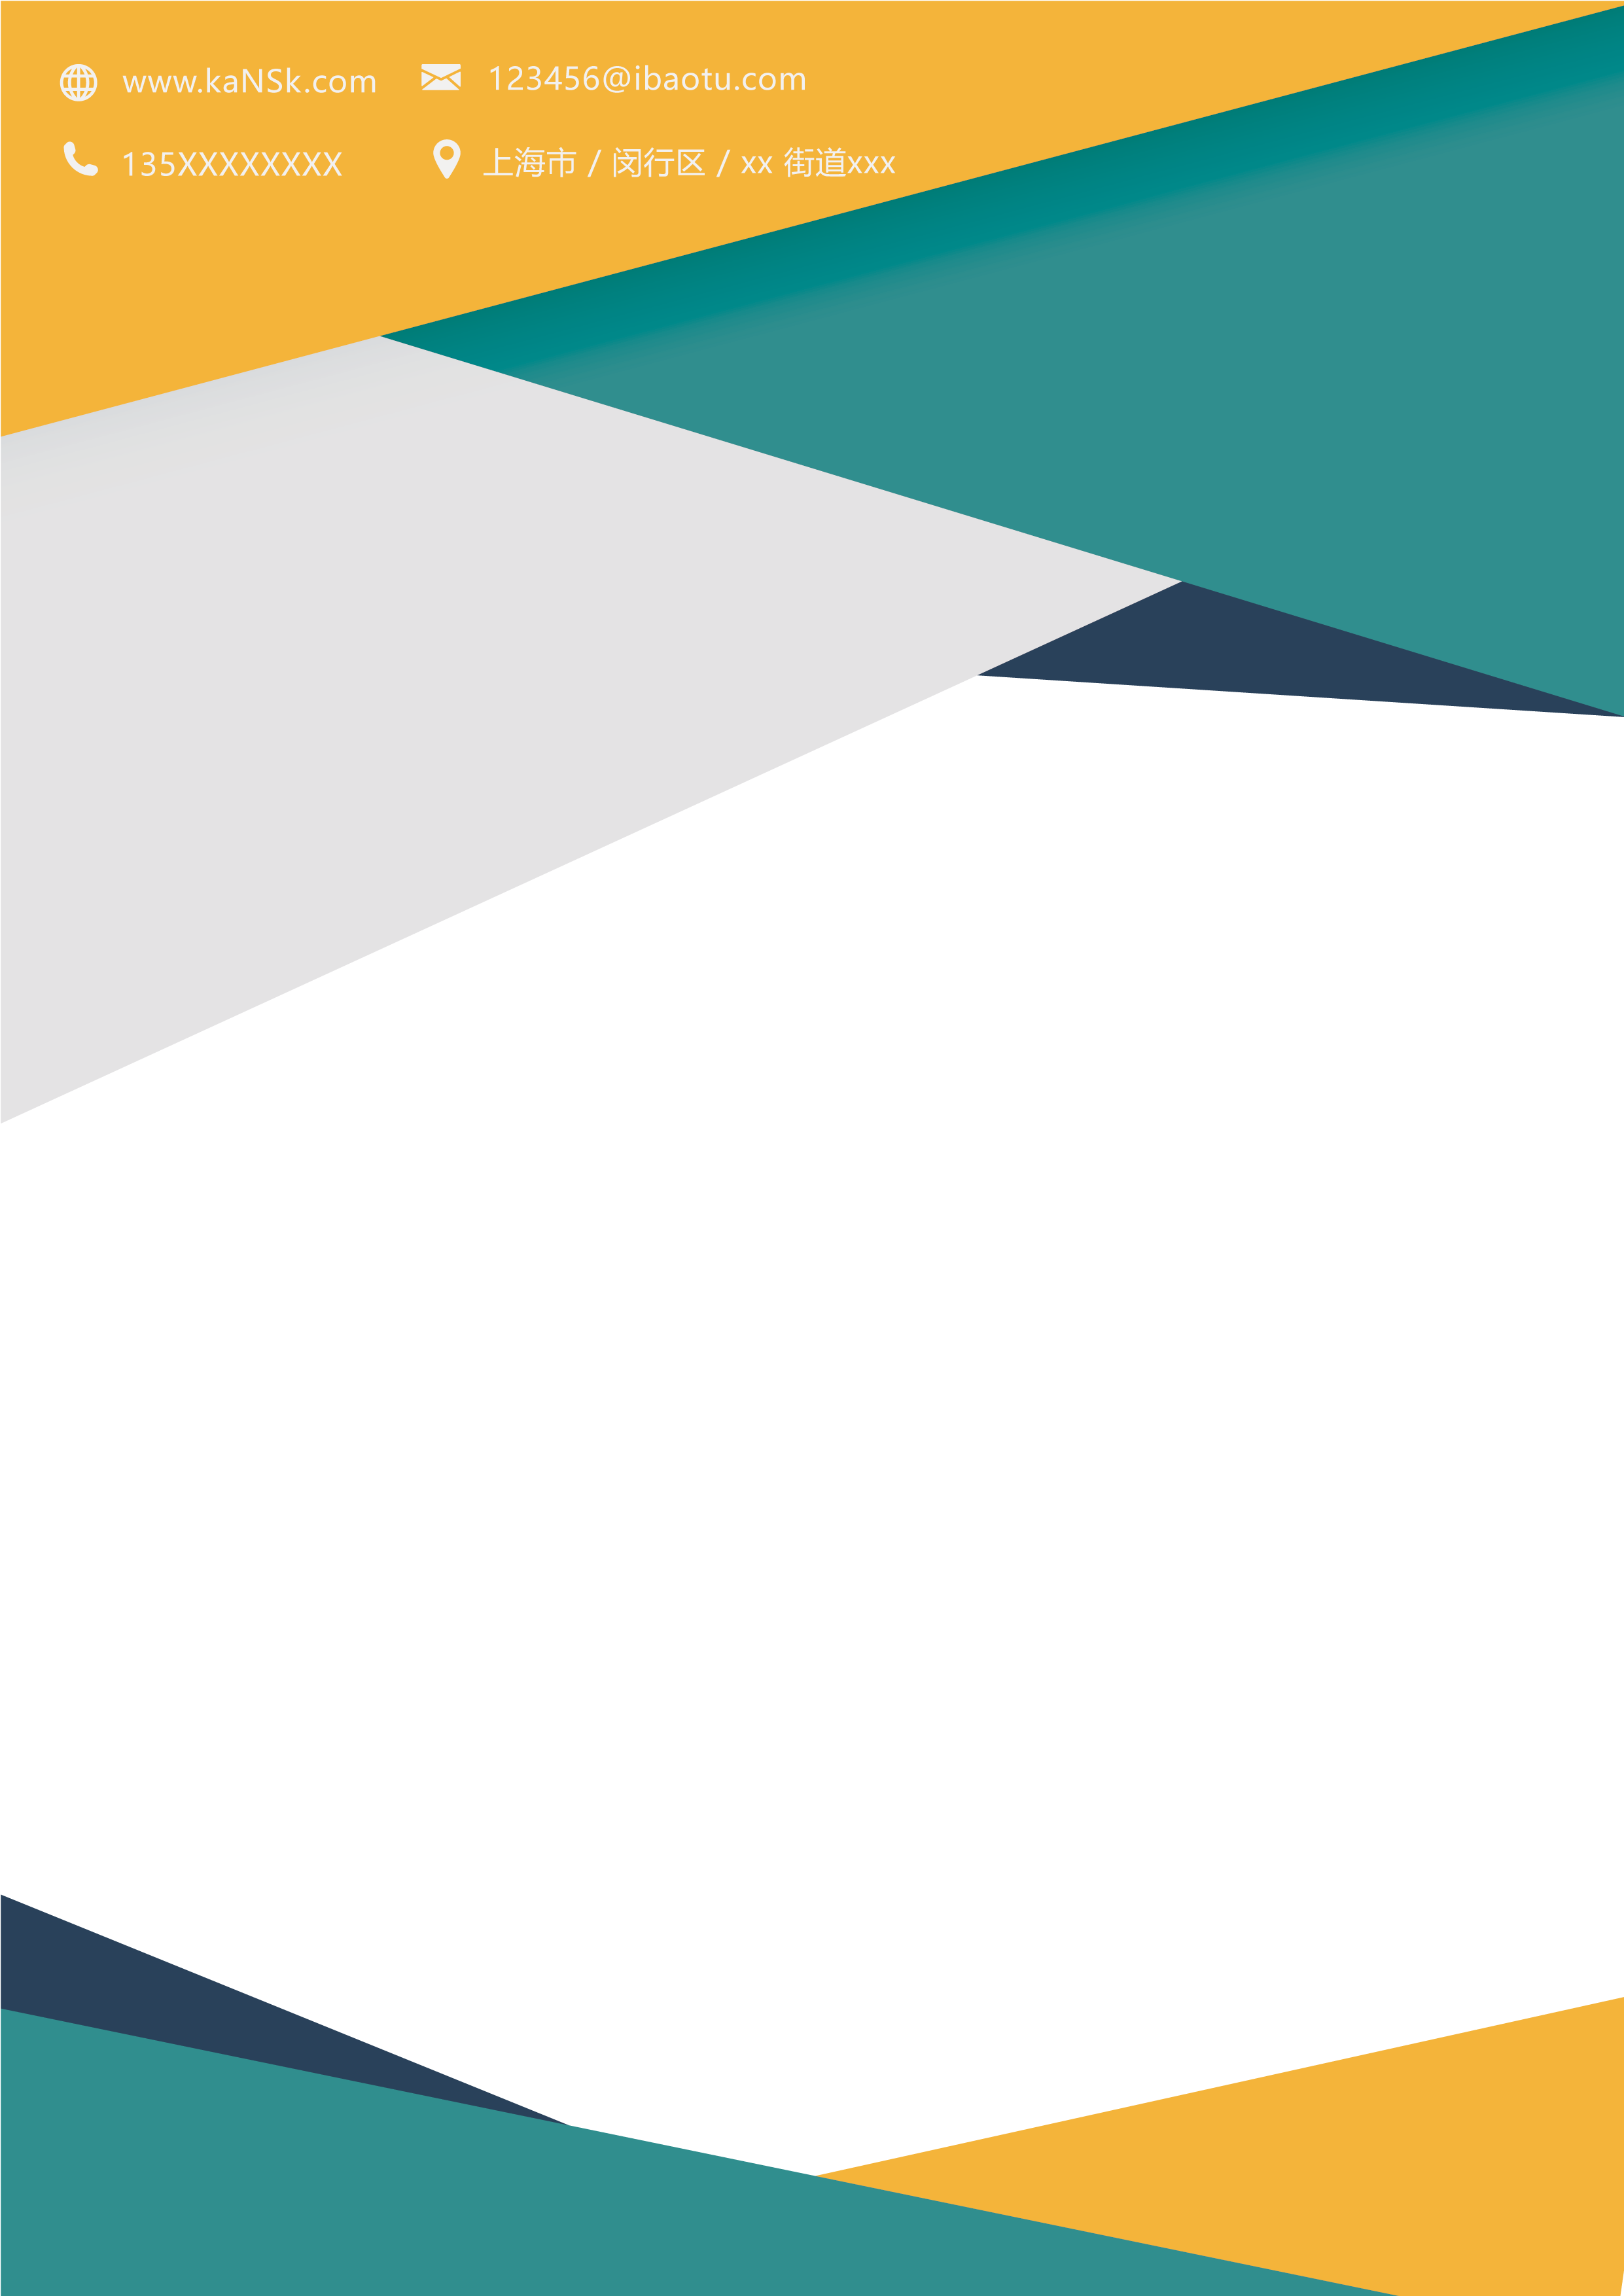 www.kaNSk.com
123456@ibaotu.com
135XXXXXXXX
上海市 / 闵行区 / xx 街道xxx